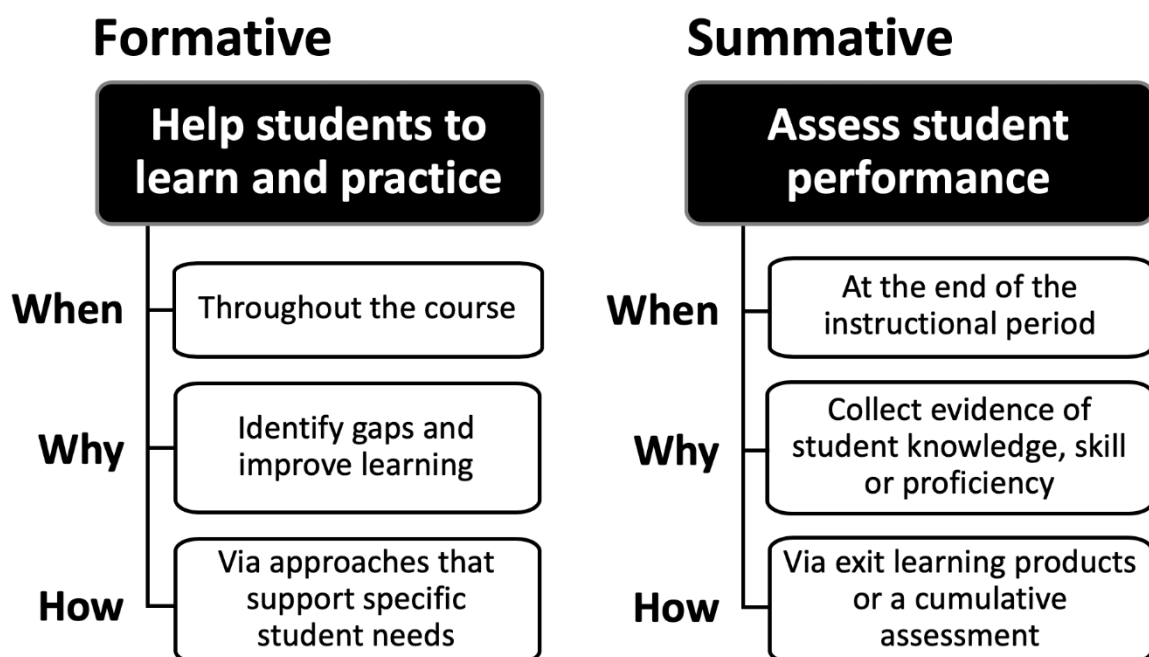 Formative
Help students to
learn and practice
When
Throughout the course
Why
Identify gaps and
improve learning
How
Via approaches that
support specific
student needs
Summative
Assess student
performance
When
At the end of the
instructional period
Why
Collect evidence of
student knowledge, skill
or proficiency
How
Via exit learning products
or a cumulative
assessment